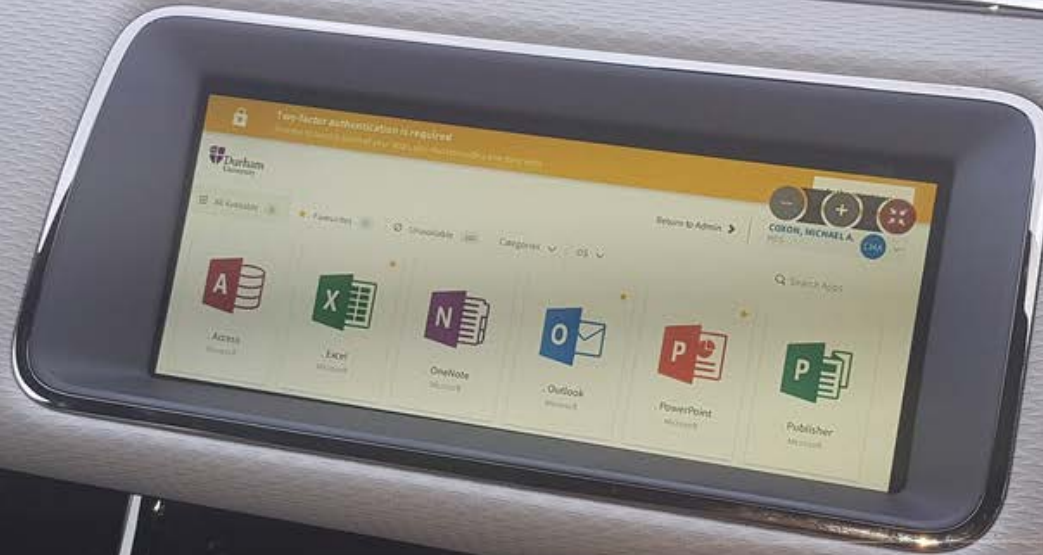 Two-factor authentication is required
Durham
University
All Available
Favourites
Unavailable
Categories
OS
Return to Admin
COXON, MICHAEL A.
CMA
Search Apps
A
. Access
Microsoft
X
. Excel
Microsoft
N
OneNote
Microsoft
O
. Outlook
Microsoft
P
. PowerPoint
Microsoft
P
Publisher
Microsoft